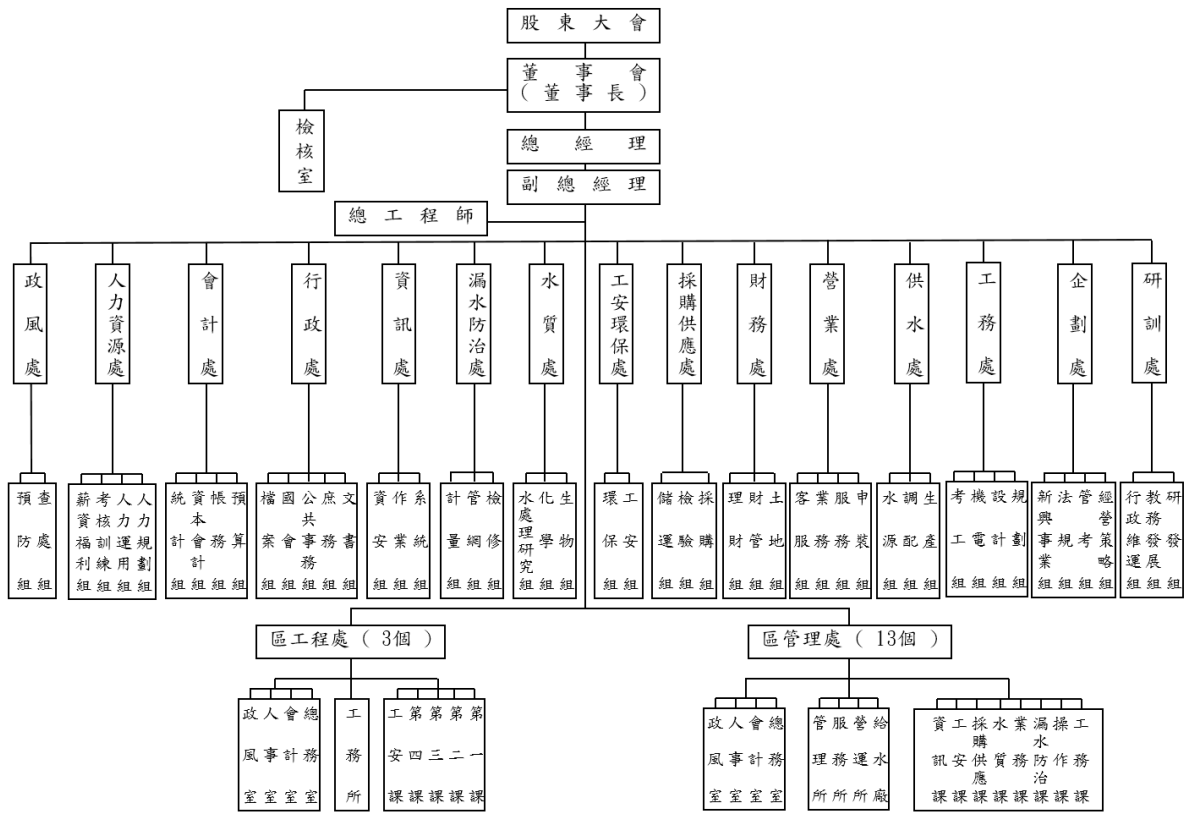 股東大會
董事會
(董事長)
檢核室
總經理
副總經理
總工程師
政風處
人力資源處
會計處
行政處
資訊處
漏水防治處
水質處
工安環保處
採購供應處
財務處
營業處
供水處
工務處
企劃處
研訓處
預防組
查處組
薪資福利組
考核訓練組
人力運用組
人力規劃組
統計組
資本會計組
帳務組
預算組
檔案組
國會組
公共事務組
庶務組
文書組
資安組
作業組
系統組
計量組
管網組
檢修組
水處理研究組
化學組
生物組
環保組
工安組
儲運組
檢驗組
採購組
理財組
財管組
土地組
客服組
業務組
服務組
申裝組
水源組
調配組
生產組
考工組
機電組
設計組
規劃組
新興事業組
法規組
管考組
經營策略組
行政維運組
教務發展組
研發組
區工程處(3個)
區管理處(13個)
政風室
人事室
會計室
總務室
工務所
工安課
第四課
第三課
第二課
第一課
政風室
人事室
會計室
總務室
管理所
服務所
營運所
給水廠
資訊課
工安課
採購供應課
水質課
業務課
漏水防治課
操作課
工務課